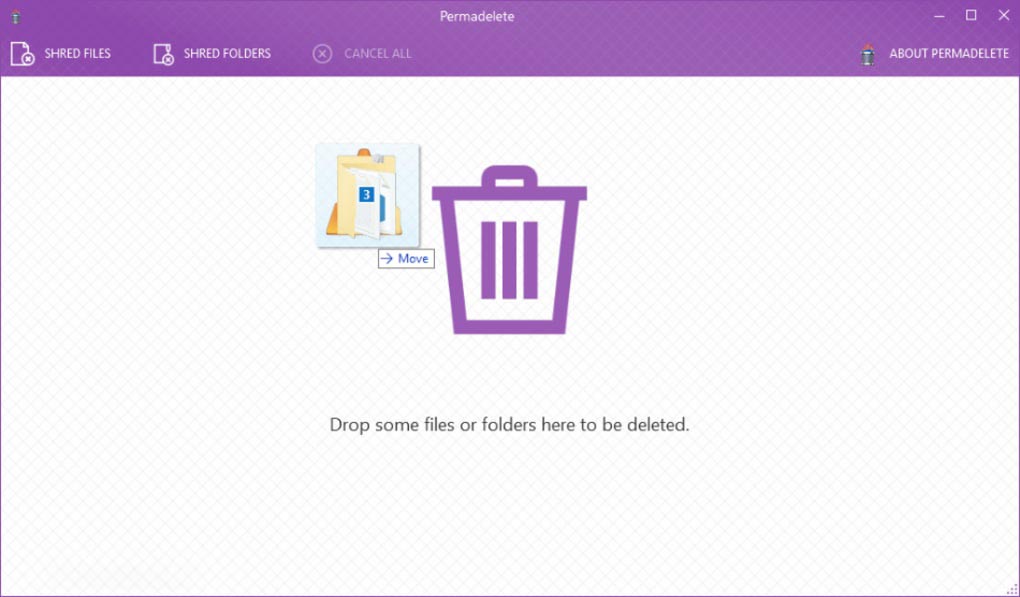 Permadelete
SHRED FILES
SHRED FOLDERS
CANCEL ALL
ABOUT PERMADELETE
3
Move
Drop some files or folders here to be deleted.